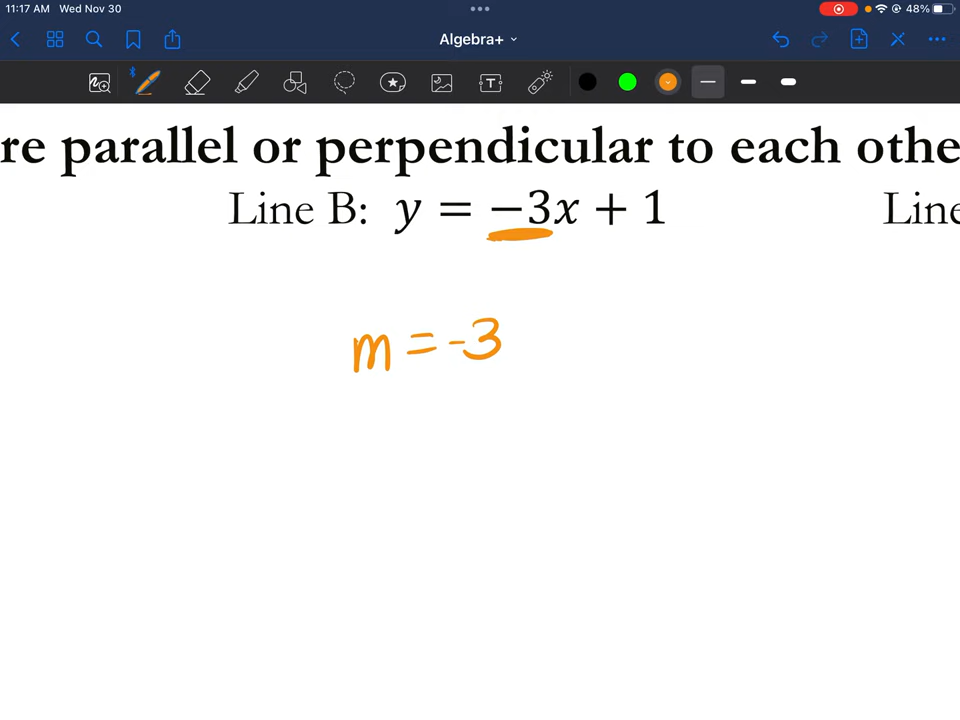 11:17 AM Wed Nov 30
48%
Algebra+
T
re parallel or perpendicular to each othe
Line B: y = −3x + 1
Line
m = -3